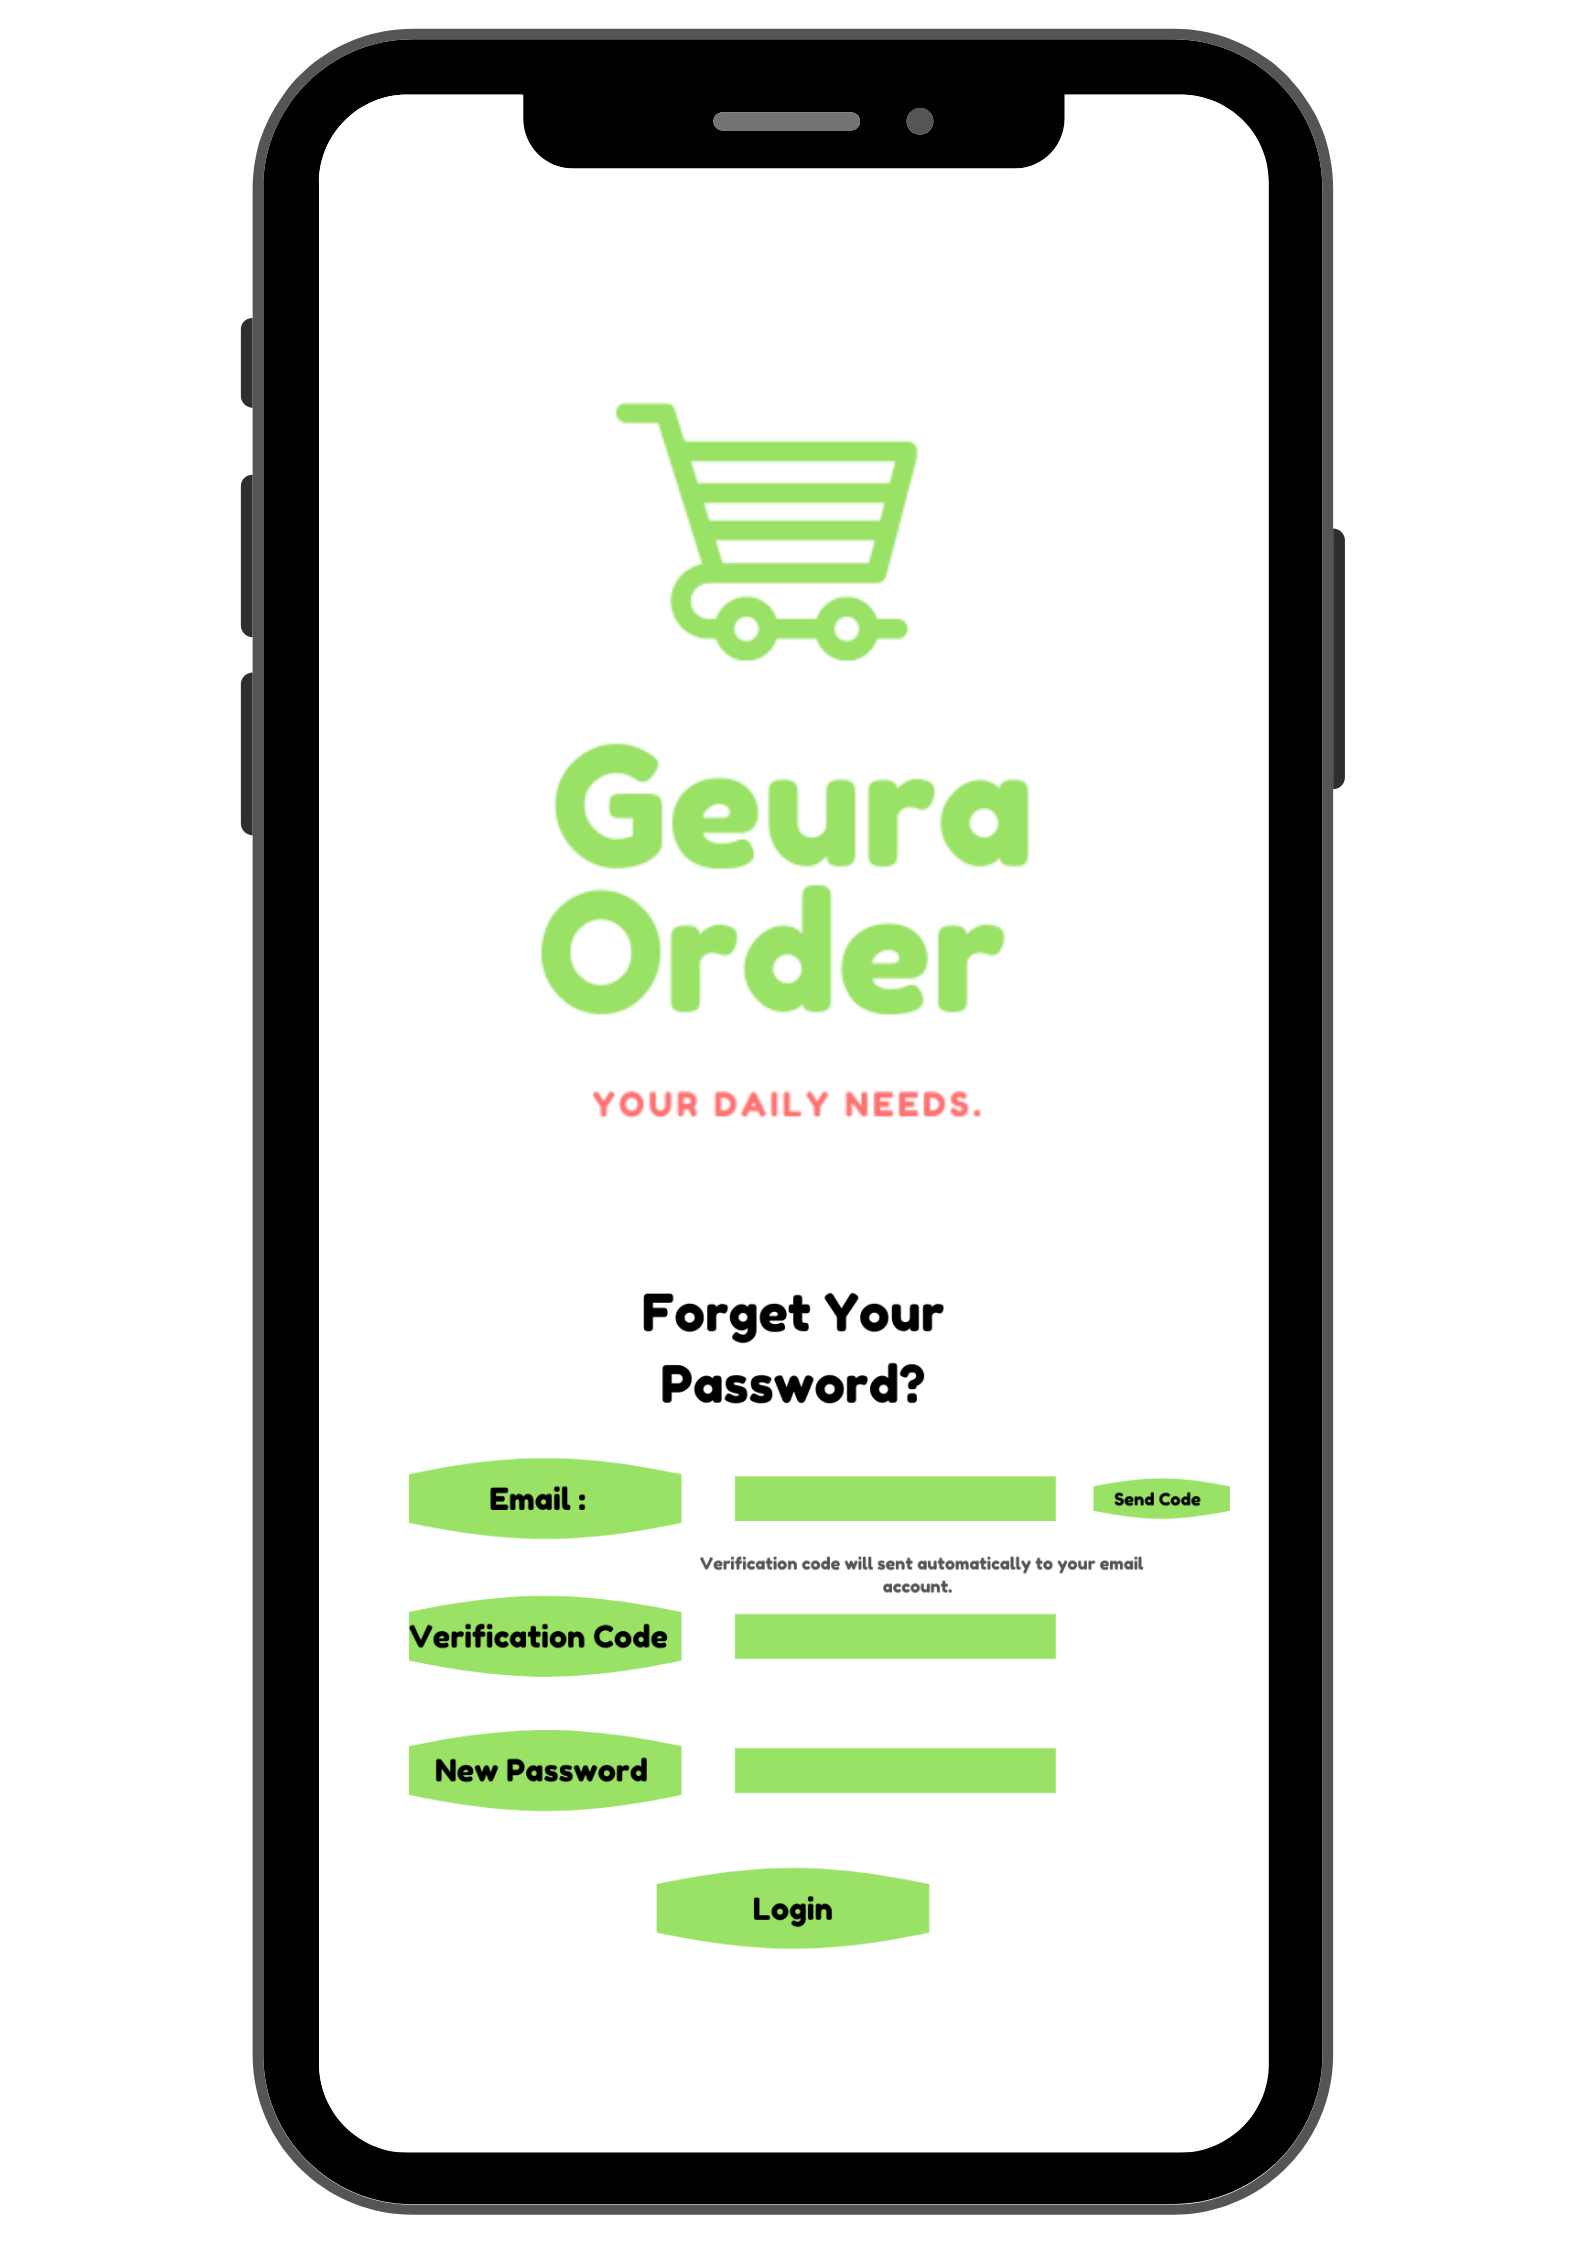 Geura
Order
YOUR DAILY NEEDS.
Forget Your
Password?
Email :
Send Code
Verification code will sent automatically to your email
account.
Verification Code
New Password
Login